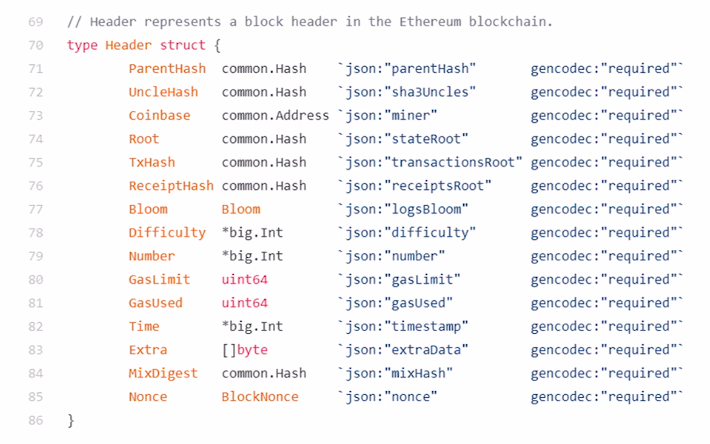 69 // Header represents a block header in the Ethereum blockchain.
70 type Header struct {
71 ParentHash common.Hash `json:"parentHash" gencodec:"required"`
72 UncleHash common.Hash `json:"sha3Uncles" gencodec:"required"`
73 Coinbase common.Address `json:"miner" gencodec:"required"`
74 Root common.Hash `json:"stateRoot" gencodec:"required"`
75 TxHash common.Hash `json:"transactionsRoot" gencodec:"required"`
76 ReceiptHash common.Hash `json:"receiptsRoot" gencodec:"required"`
77 Bloom Bloom `json:"logsBloom" gencodec:"required"`
78 Difficulty *big.Int `json:"difficulty" gencodec:"required"`
79 Number *big.Int `json:"number" gencodec:"required"`
80 GasLimit uint64 `json:"gasLimit" gencodec:"required"`
81 GasUsed uint64 `json:"gasUsed" gencodec:"required"`
82 Time *big.Int `json:"timestamp" gencodec:"required"`
83 Extra []byte `json:"extraData" gencodec:"required"`
84 MixDigest common.Hash `json:"mixHash" gencodec:"required"`
85 Nonce BlockNonce `json:"nonce" gencodec:"required"`
86 }